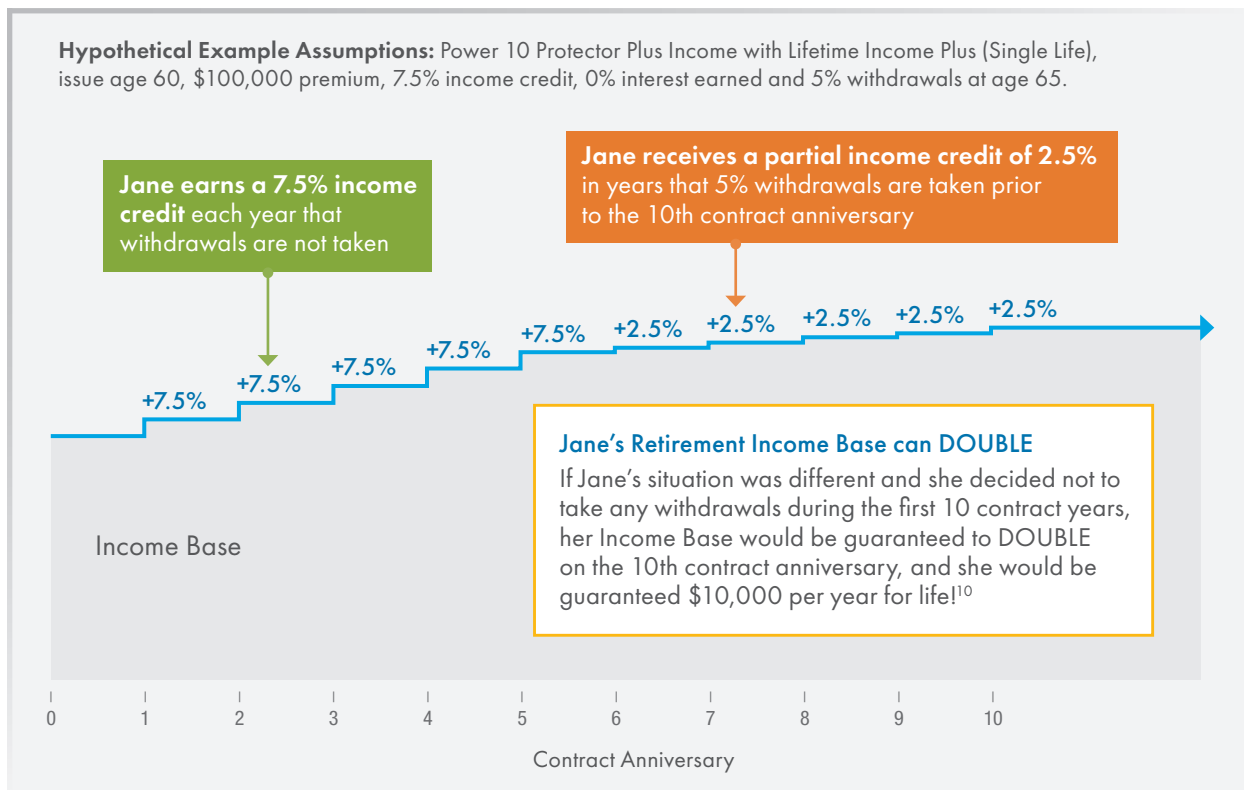 Hypothetical Example Assumptions: Power 10 Protector Plus Income with Lifetime Income Plus (Single Life),
issue age 60, $100,000 premium, 7.5% income credit, 0% interest earned and 5% withdrawals at age 65.
Jane earns a 7.5% income
credit each year that
withdrawals are not taken
Jane receives a partial income credit of 2.5%
in years that 5% withdrawals are taken prior
to the 10th contract anniversary
+7.5%
+7.5%
+7.5%
+7.5%
+7.5%
+2.5%
+2.5%
+2.5%
+2.5%
+2.5%
Jane’s Retirement Income Base can DOUBLE
If Jane’s situation was different and she decided not to
take any withdrawals during the first 10 contract years,
her Income Base would be guaranteed to DOUBLE
on the 10th contract anniversary, and she would be
guaranteed $10,000 per year for life!¹⁰
Income Base
0 1 2 3 4 5 6 7 8 9 10
Contract Anniversary